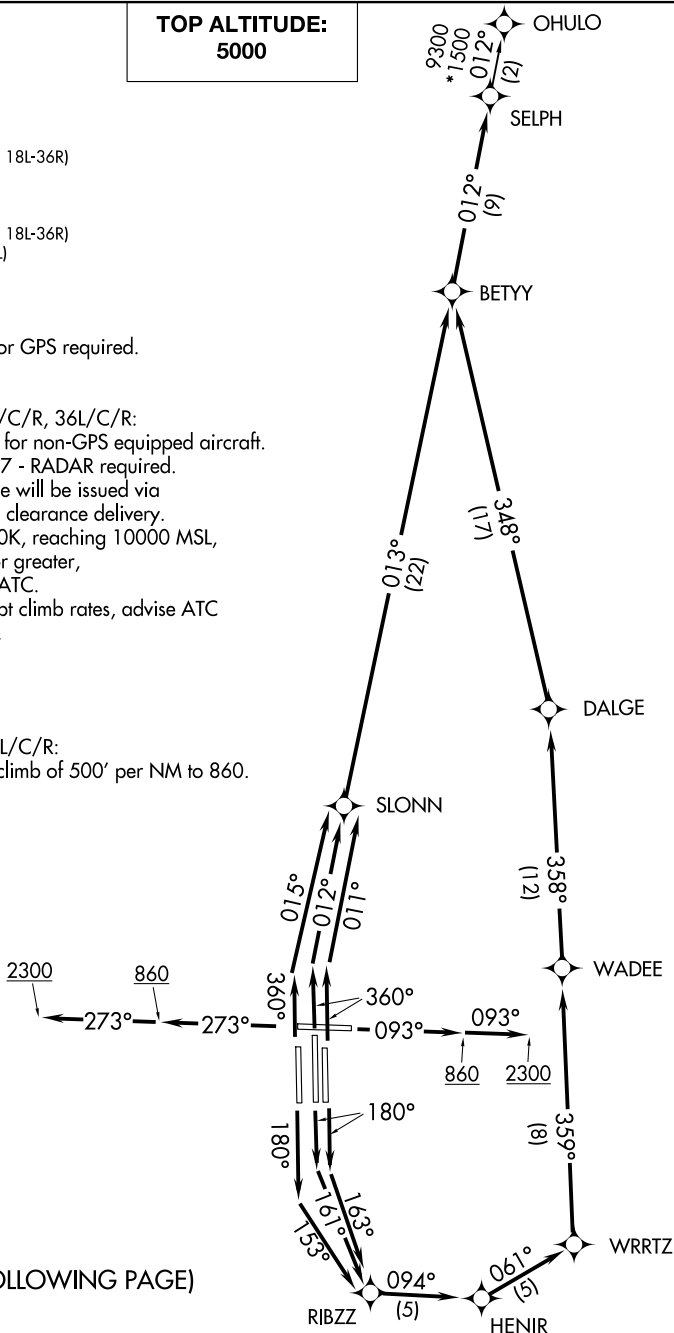 TOP ALTITUDE:
5000
OHULO
9300
*1500
012°
(2)
SELPH
18L-36R)
012°
(9)
18L-36R)
)
BETYY
or GPS required.
/C/R, 36L/C/R:
for non-GPS equipped aircraft.
7 - RADAR required.
e will be issued via
clearance delivery.
0K, reaching 10000 MSL,
or greater,
ATC.
pt climb rates, advise ATC
348°
(17)
013°
(22)
DALGE
L/C/R:
climb of 500' per NM to 860.
SLONN
015°
012°
011°
358°
(12)
WADEE
2300
860
273°
273°
360°
360°
093°
093°
860
2300
180°
180°
359°
(8)
153°
161°
163°
WRRTZ
OLLOWING PAGE)
094°
(5)
061°
(5)
RIBZZ
HENIR